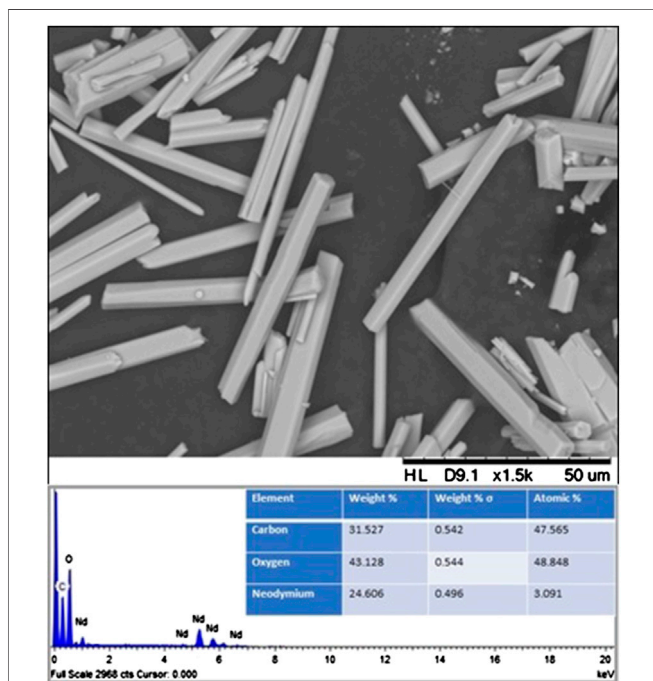 HL D9.1 x1.5k 50 um
Element Weight % Weight % σ Atomic %
Carbon 31.527 0.542 47.565
Oxygen 43.128 0.544 48.848
Neodymium 24.606 0.496 3.091
O
C
Nd
Nd
Nd
Nd
Nd
0 2 4 6 8 10 12 14 16 18 20
Full Scale 2968 cts Cursor: 0.000 keV